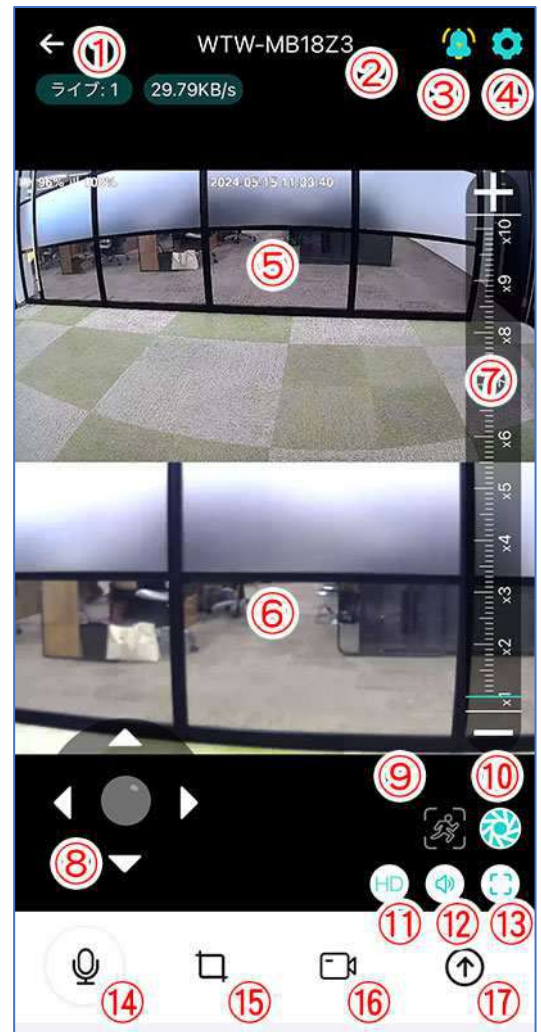 WTW-MB18Z3
① ② ③ ④
ライブ: 1 29.79KB/s
96% 100% 2024-05-15 11:33:40
⑤
x10
x9
x8
⑦
x6
x5
x4
x3
⑥
x2
x1
⑨ ⑩
⑧
HD
⑪ ⑫ ⑬
⑭ ⑮ ⑯ ⑰